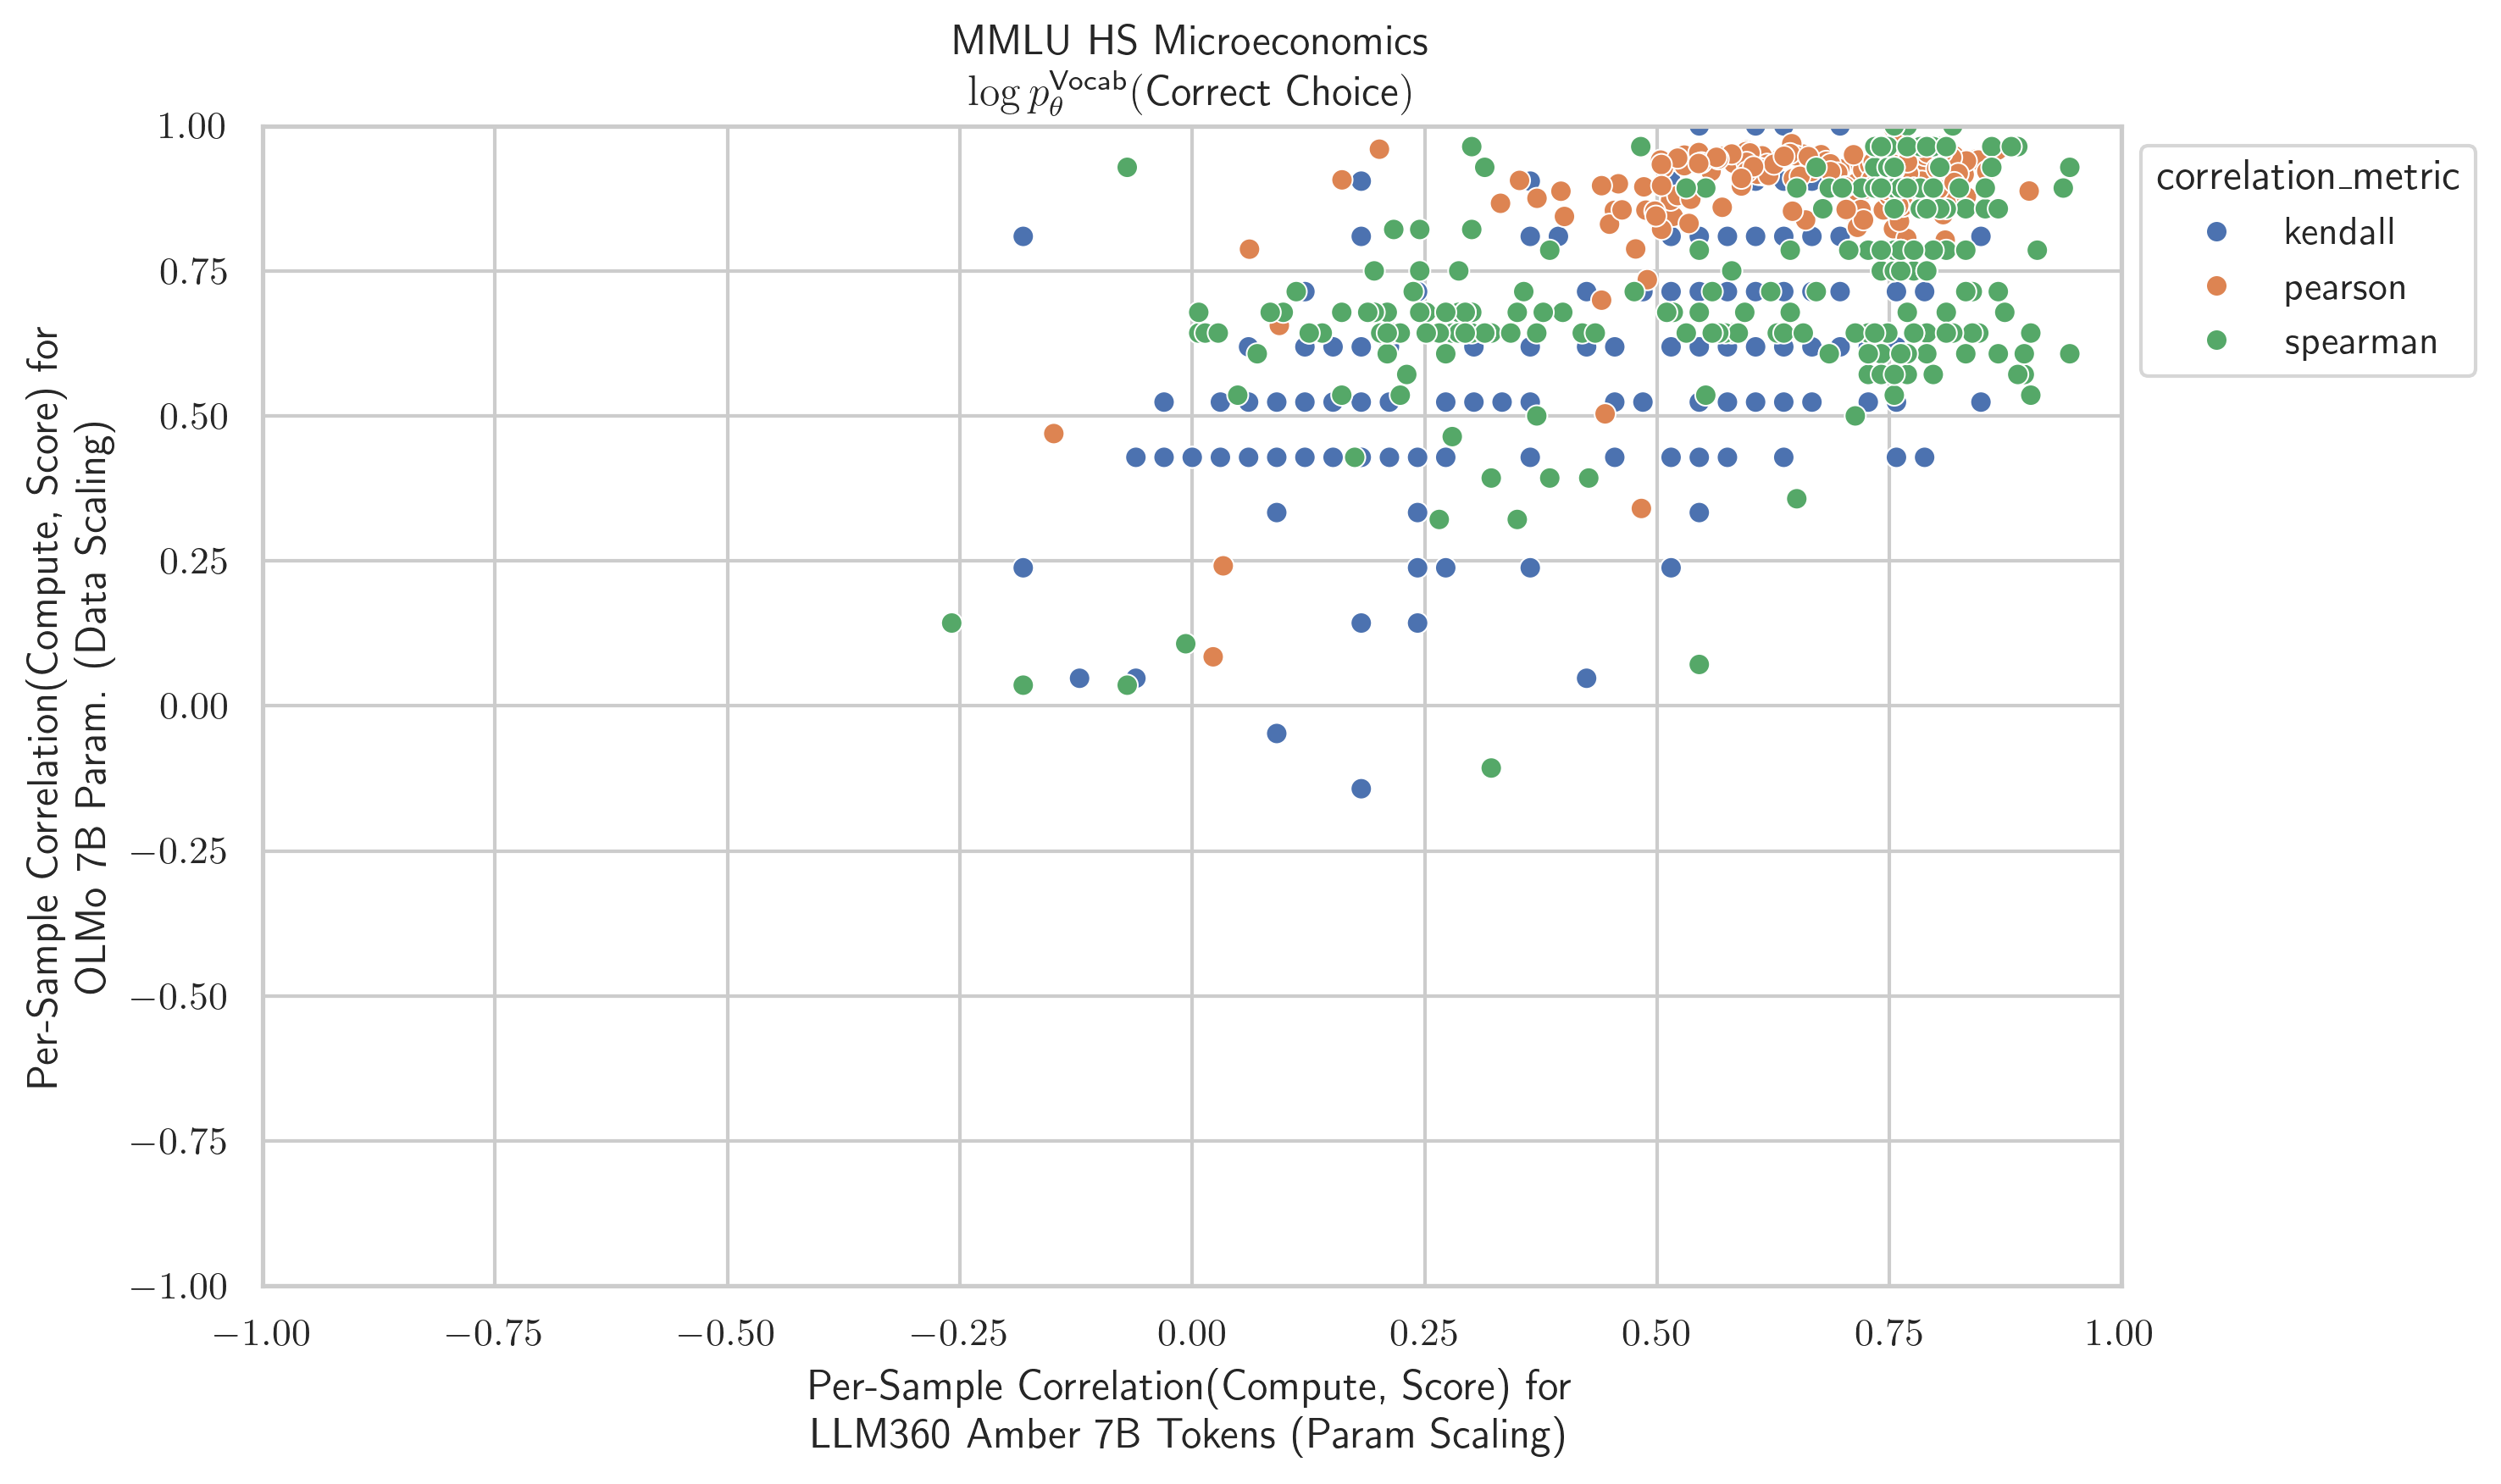 MMLU HS Microeconomics
log p_θ^Vocab(Correct Choice)
Per-Sample Correlation(Compute, Score) for
OLMo 7B Param. (Data Scaling)
1.00
0.75
0.50
0.25
0.00
−0.25
−0.50
−0.75
−1.00
−1.00 −0.75 −0.50 −0.25 0.00 0.25 0.50 0.75 1.00
Per-Sample Correlation(Compute, Score) for
LLM360 Amber 7B Tokens (Param Scaling)
correlation_metric
kendall
pearson
spearman